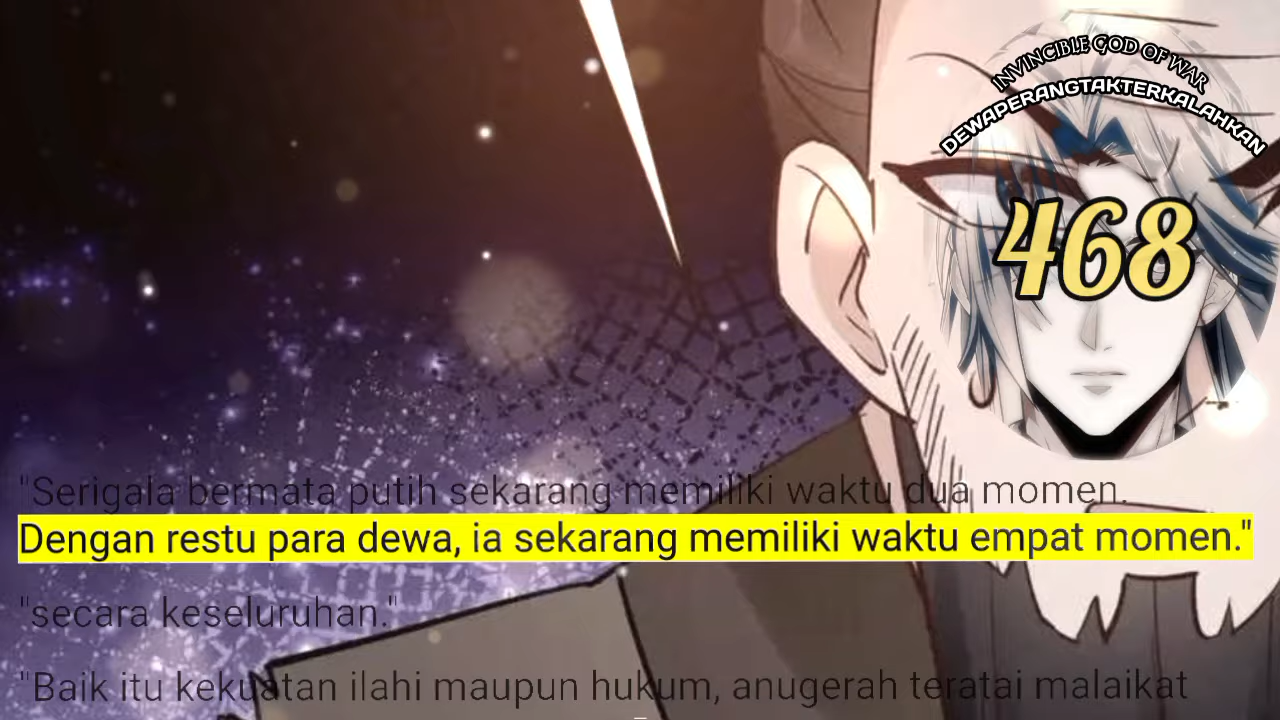 INVINCIBLE GOD OF WAR
DEWAPERANGTAKTERKALAHKAN
468
"Serigala bermata putih sekarang memiliki waktu dua momen.
Dengan restu para dewa, ia sekarang memiliki waktu empat momen."
"secara keseluruhan."
"Baik itu kekuatan ilahi maupun hukum, anugerah teratai malaikat